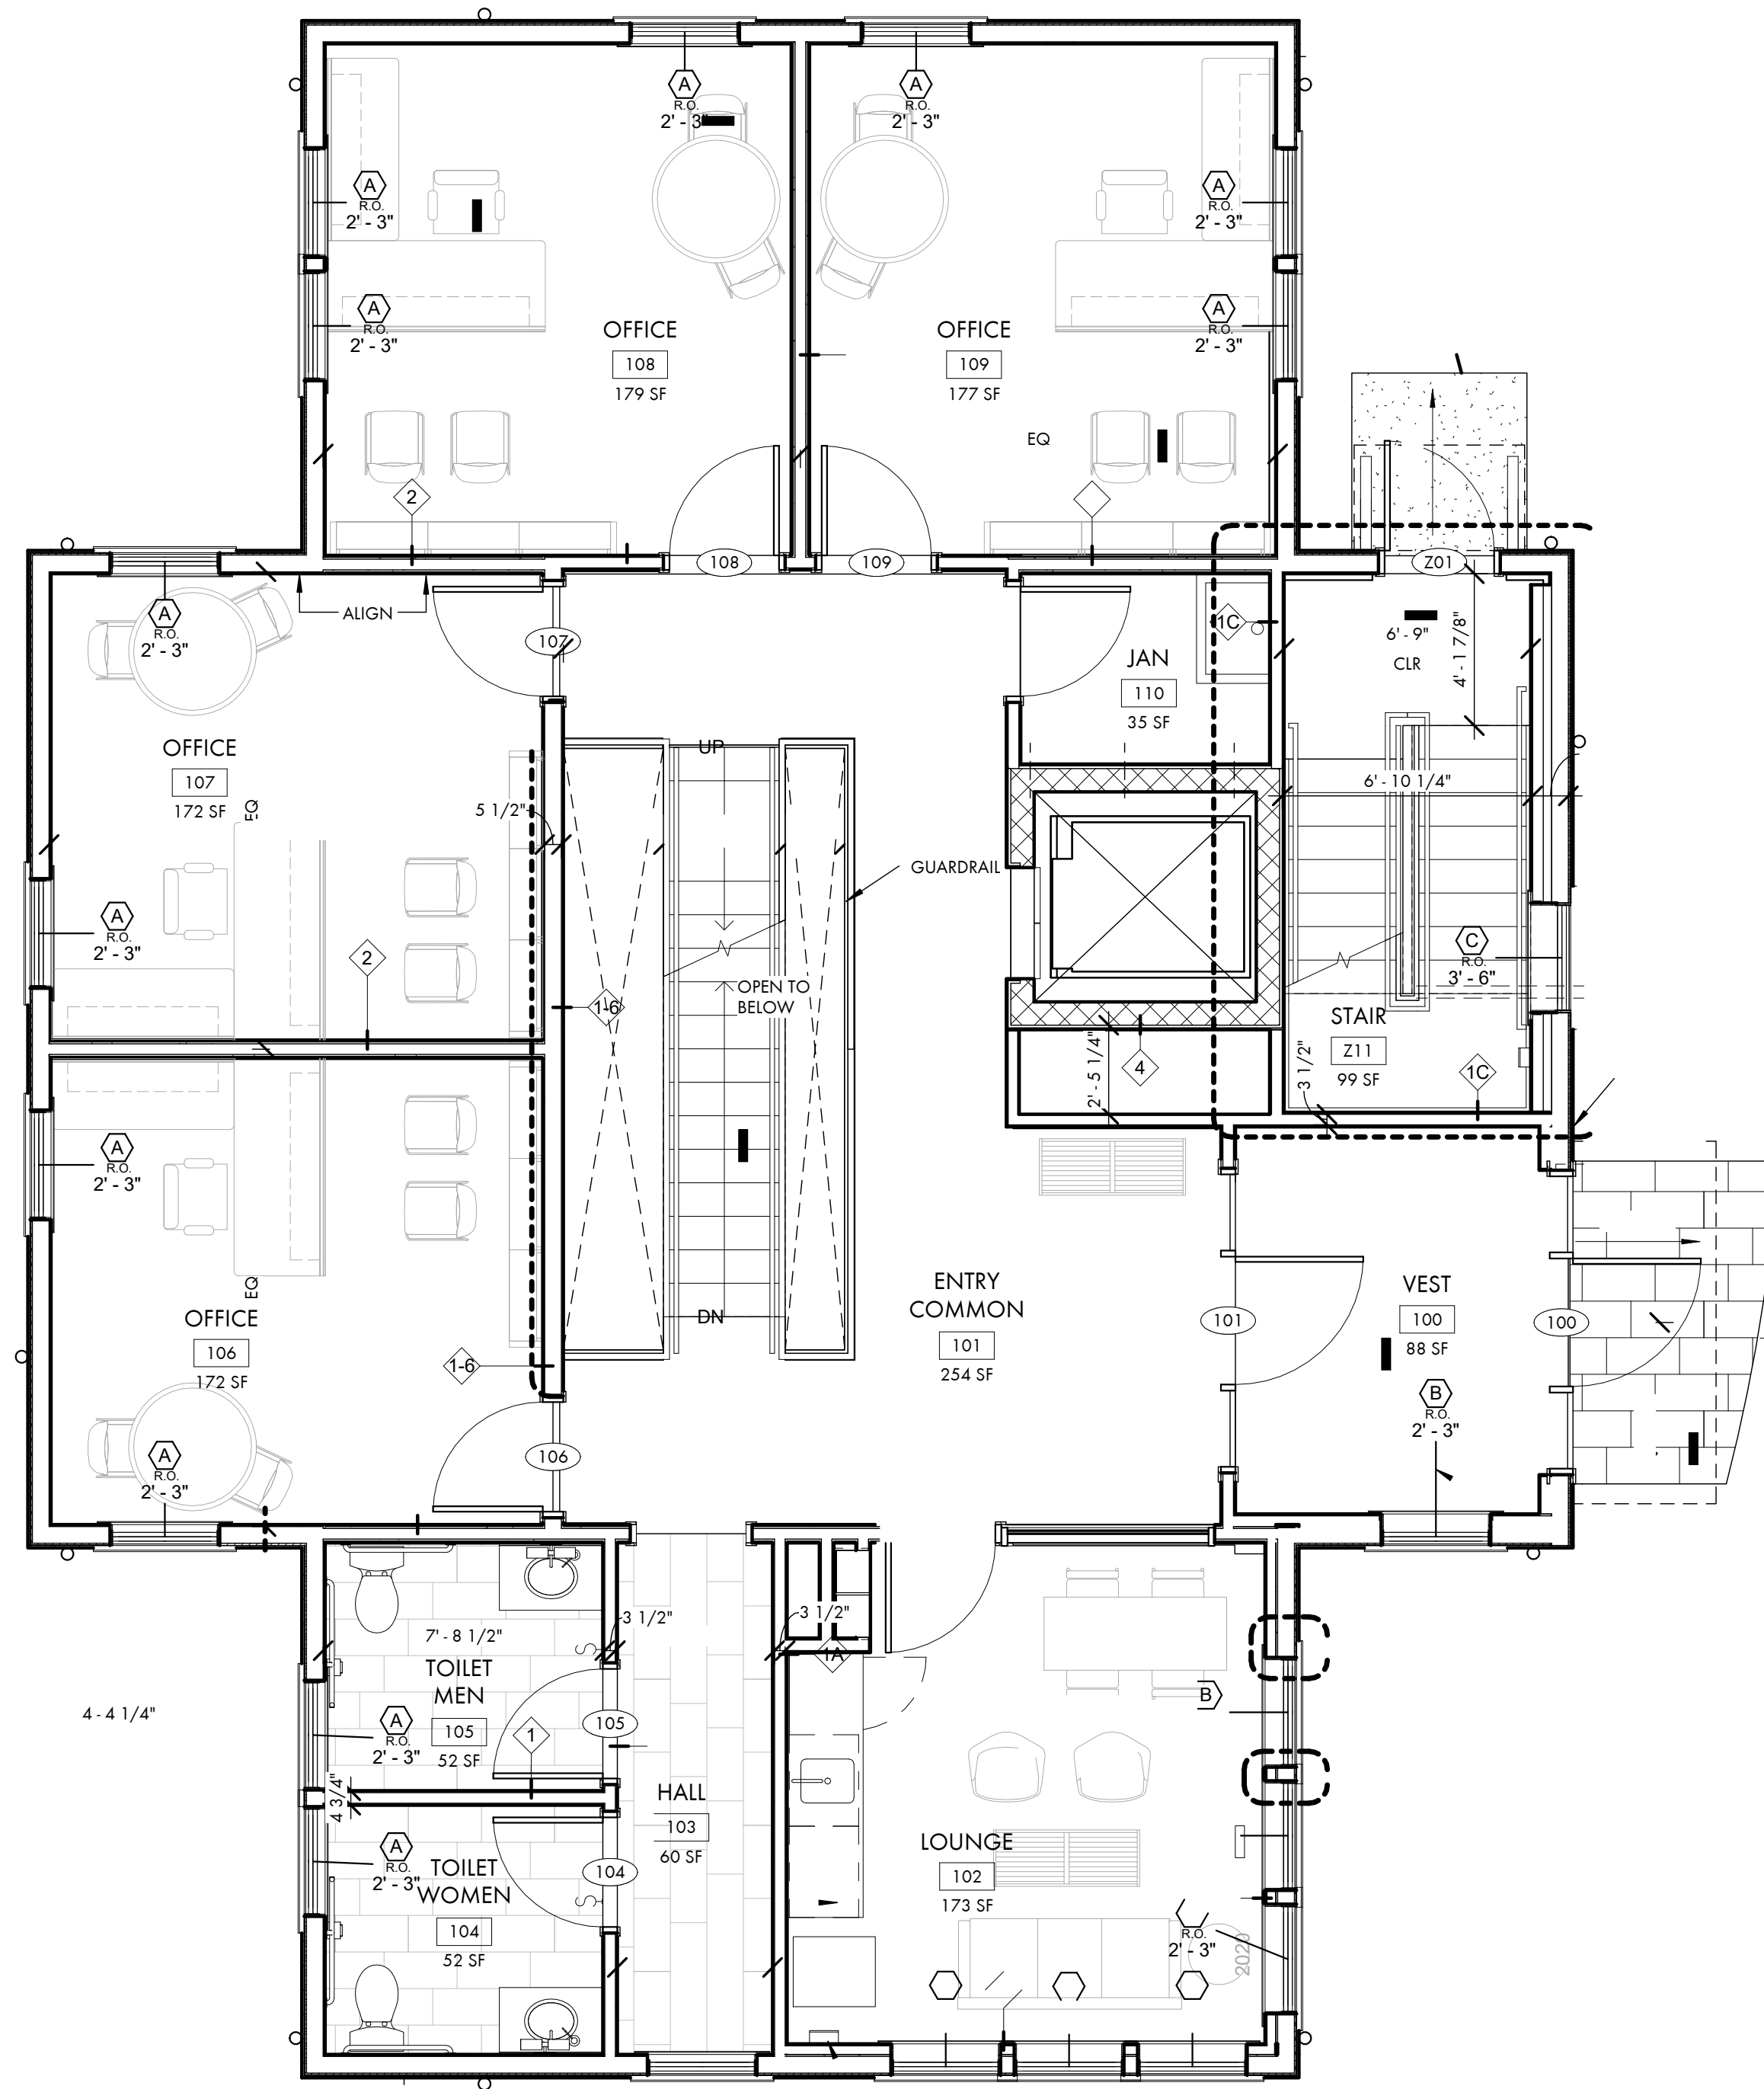 A
R.O.
2' - 3"
A
R.O.
2' - 3"
A
R.O.
2' - 3"
A
R.O.
2' - 3"
A
R.O.
2' - 3"
A
R.O.
2' - 3"
OFFICE
108
179 SF
OFFICE
109
177 SF
EQ
2
108
109
Z01
A
R.O.
2' - 3"
ALIGN
107
1C
JAN
110
35 SF
6' - 9"
CLR
4' - 1 7/8"
OFFICE
107
172 SF
EQ
5 1/2"
UP
6' - 10 1/4"
GUARDRAIL
A
R.O.
2' - 3"
2
1-6
OPEN TO
BELOW
C
R.O.
3' - 6"
STAIR
Z11
99 SF
2' - 5 1/4"
4
3 1/2"
1C
A
R.O.
2' - 3"
EQ
OFFICE
106
172 SF
1-6
DN
ENTRY
COMMON
101
254 SF
101
VEST
100
88 SF
100
B
R.O.
2' - 3"
A
R.O.
2' - 3"
106
7' - 8 1/2"
3 1/2"
3 1/2"
1A
TOILET
MEN
105
52 SF
A
R.O.
2' - 3"
1
105
B
4 - 4 1/4"
4 3/4"
HALL
103
60 SF
A
R.O.
2' - 3"
TOILET
WOMEN
104
52 SF
104
LOUNGE
102
173 SF
R.O.
2' - 3"
2020